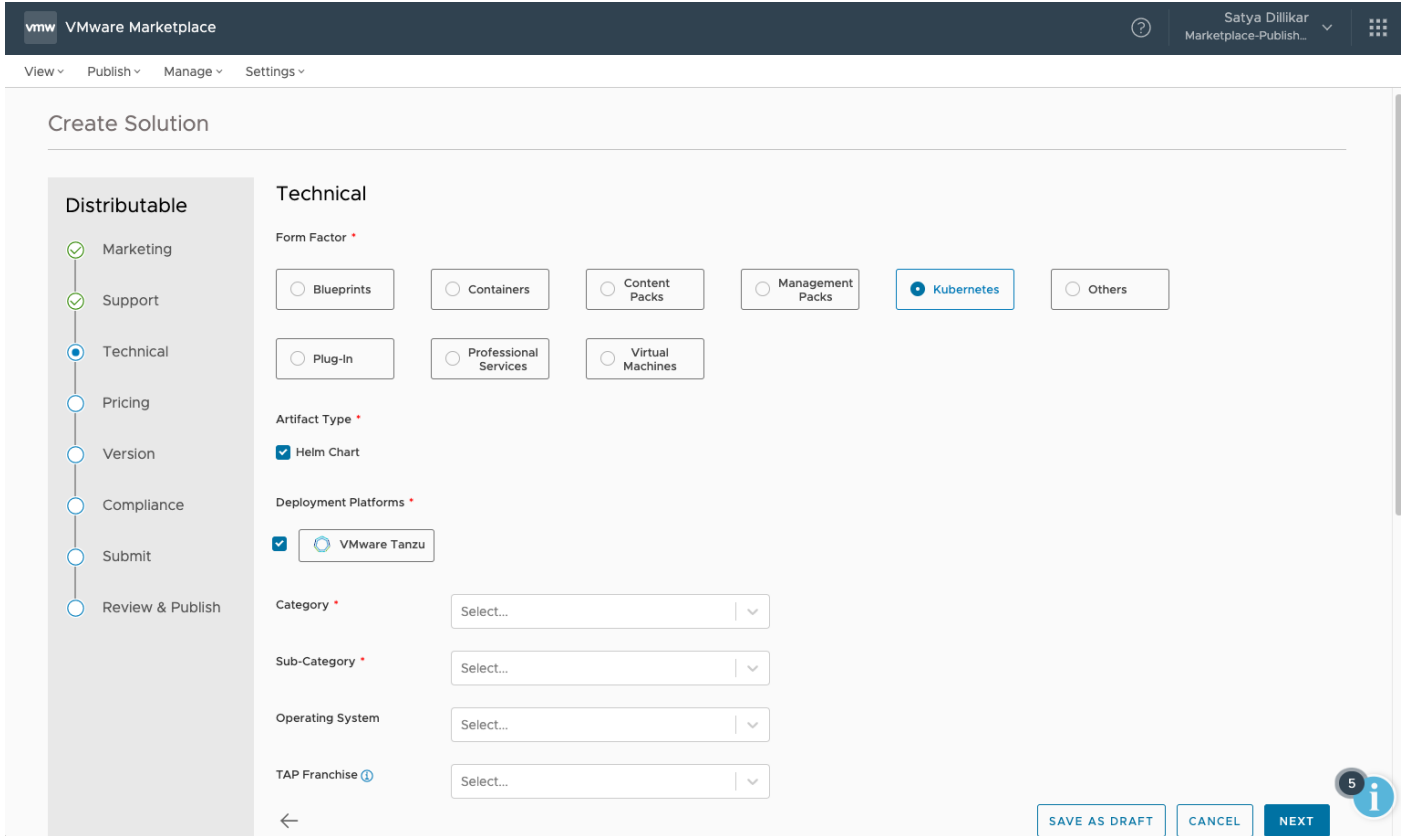 vmw VMware Marketplace
Satya Dillikar
Marketplace-Publish...
View Publish Manage Settings
Create Solution
Distributable
Marketing
Support
Technical
Pricing
Version
Compliance
Submit
Review & Publish
Technical
Form Factor *
Blueprints
Containers
Content
Packs
Management
Packs
Kubernetes
Others
Plug-In
Professional
Services
Virtual
Machines
Artifact Type *
Helm Chart
Deployment Platforms *
VMware Tanzu
Category * Select...
Sub-Category * Select...
Operating System Select...
TAP Franchise Select...
5
SAVE AS DRAFT CANCEL NEXT